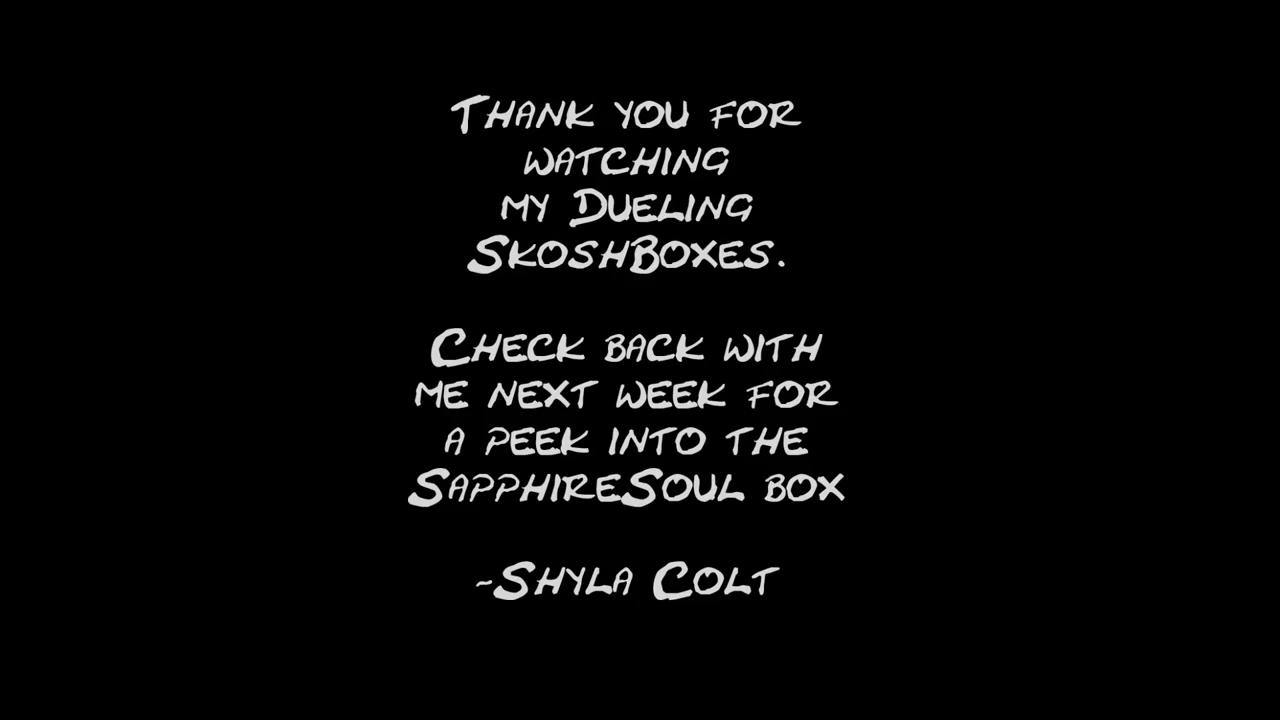 Thank you for
watching
my Dueling
SkoshBoxes.
Check back with
me next week for
a peek into the
SapphireSoul box
~Shyla Colt